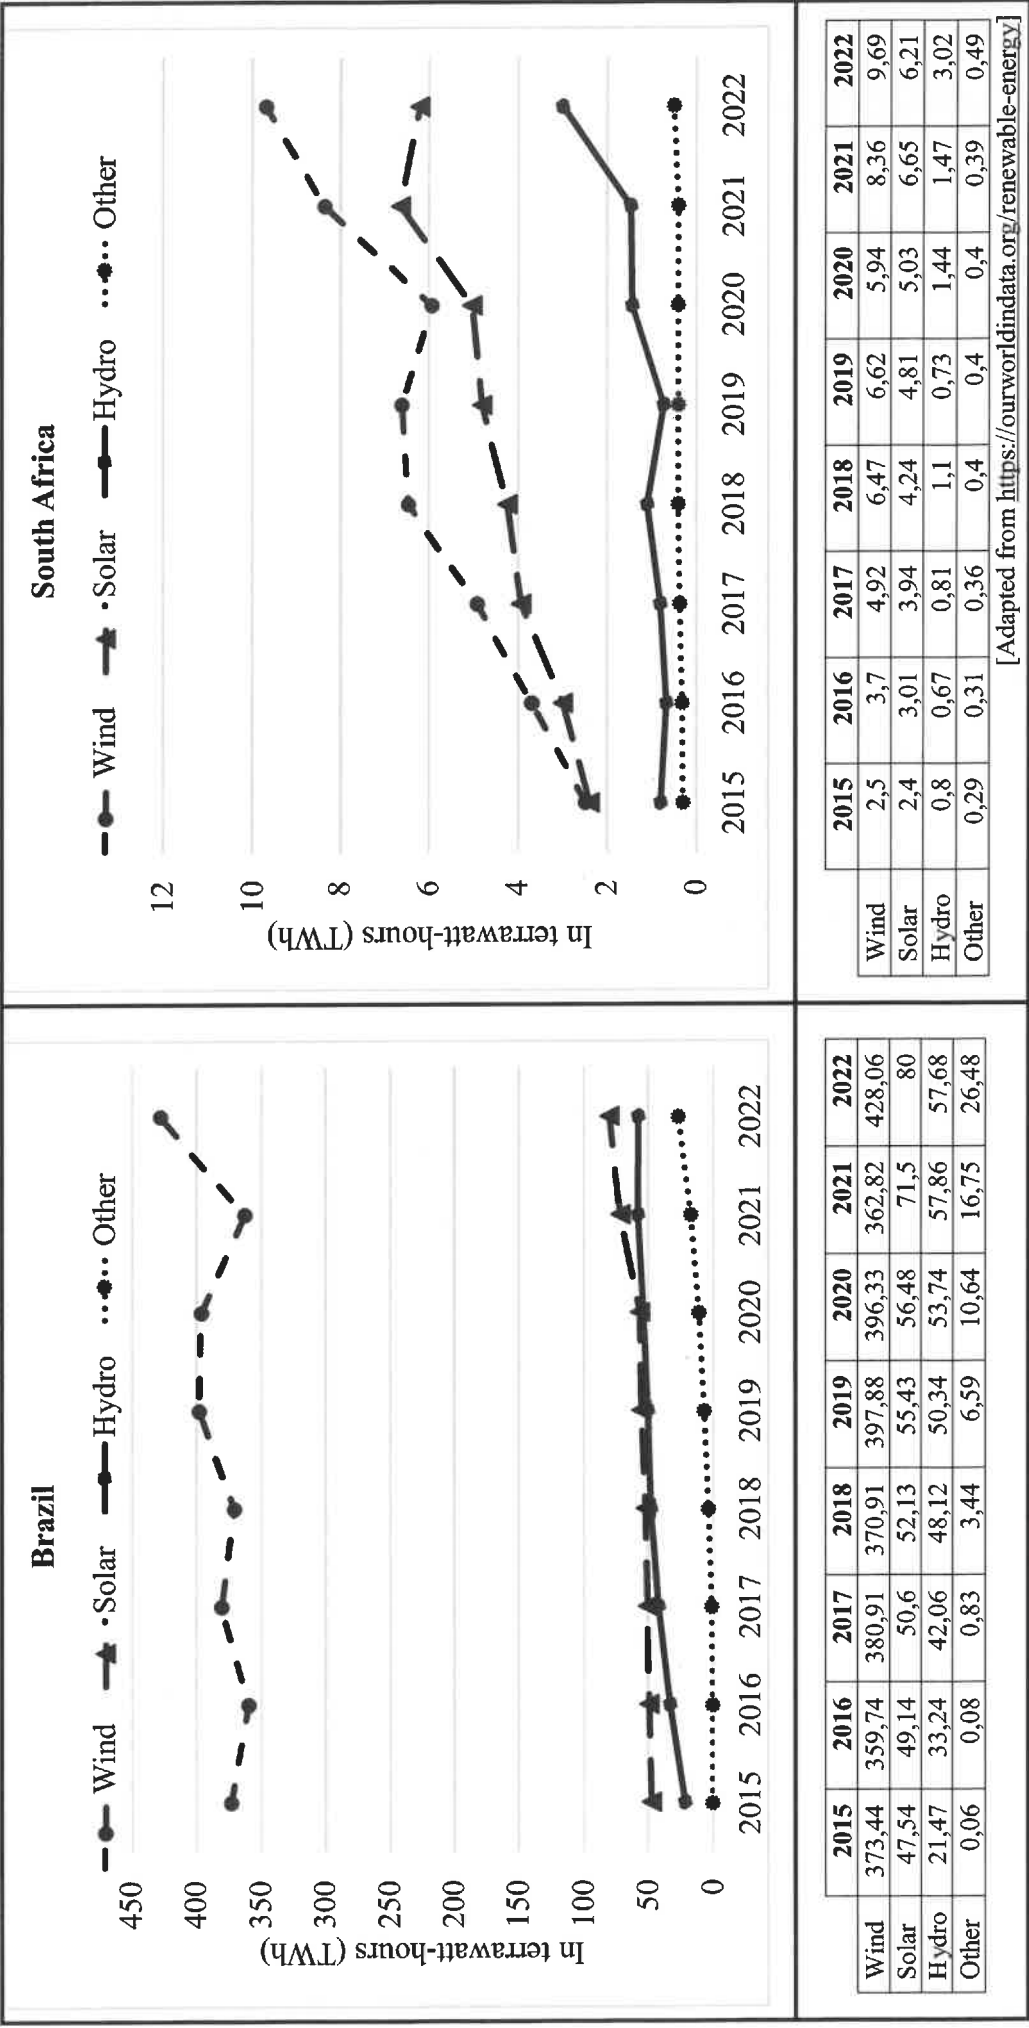 Brazil
Wind Solar Hydro Other
In terrawatt-hours (TWh)
450
400
350
300
250
200
150
100
50
0
2015 2016 2017 2018 2019 2020 2021 2022
2015 2016 2017 2018 2019 2020 2021 2022
Wind 373,44 359,74 380,91 370,91 397,88 396,33 362,82 428,06
Solar 47,54 49,14 50,6 52,13 55,43 56,48 71,5 80
Hydro 21,47 33,24 42,06 48,12 50,34 53,74 57,86 57,68
Other 0,06 0,08 0,83 3,44 6,59 10,64 16,75 26,48
South Africa
Wind Solar Hydro Other
In terrawatt-hours (TWh)
12
10
8
6
4
2
0
2015 2016 2017 2018 2019 2020 2021 2022
2015 2016 2017 2018 2019 2020 2021 2022
Wind 2,5 3,7 4,92 6,47 6,62 5,94 8,36 9,69
Solar 2,4 3,01 3,94 4,24 4,81 5,03 6,65 6,21
Hydro 0,8 0,67 0,81 1,1 0,73 1,44 1,47 3,02
Other 0,29 0,31 0,36 0,4 0,4 0,4 0,39 0,49
[Adapted from https://ourworldindata.org/renewable-energy]